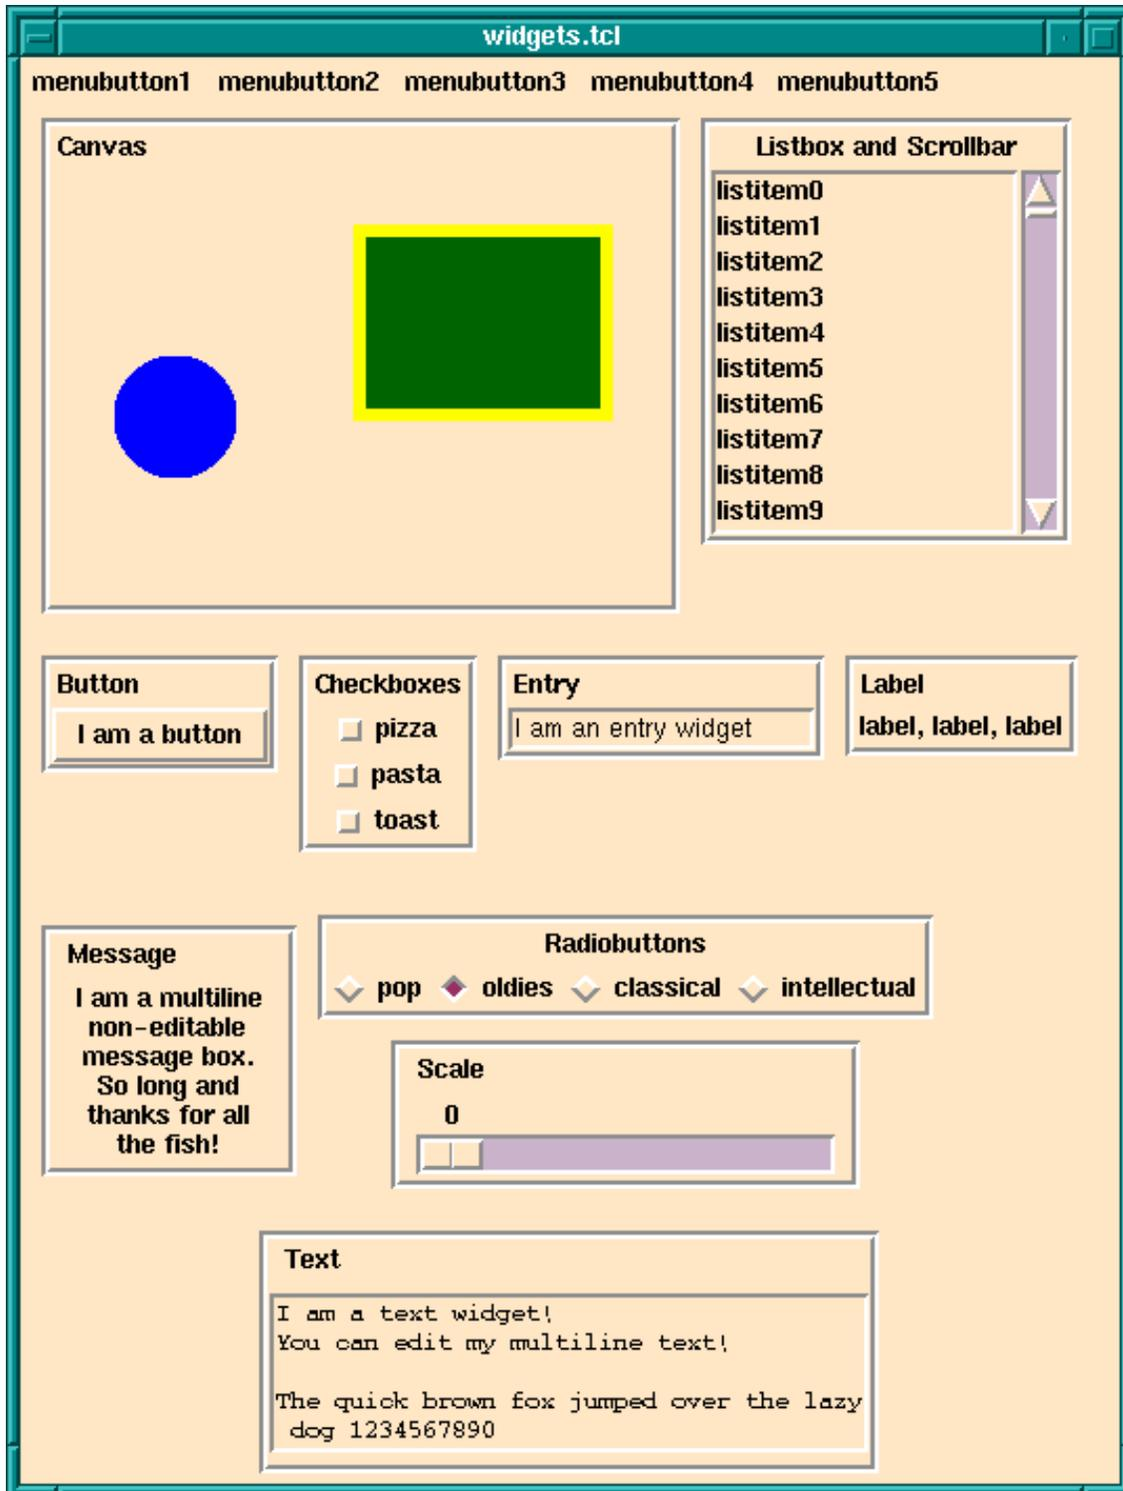 widgets.tcl
menubutton1 menubutton2 menubutton3 menubutton4 menubutton5
Canvas
Listbox and Scrollbar
listitem0
listitem1
listitem2
listitem3
listitem4
listitem5
listitem6
listitem7
listitem8
listitem9
Button
I am a button
Checkboxes
pizza
pasta
toast
Entry
I am an entry widget
Label
label, label, label
Message
I am a multiline
non-editable
message box.
So long and
thanks for all
the fish!
Radiobuttons
pop oldies classical intellectual
Scale
0
Text
I am a text widget!
You can edit my multiline text!
The quick brown fox jumped over the lazy
dog 1234567890